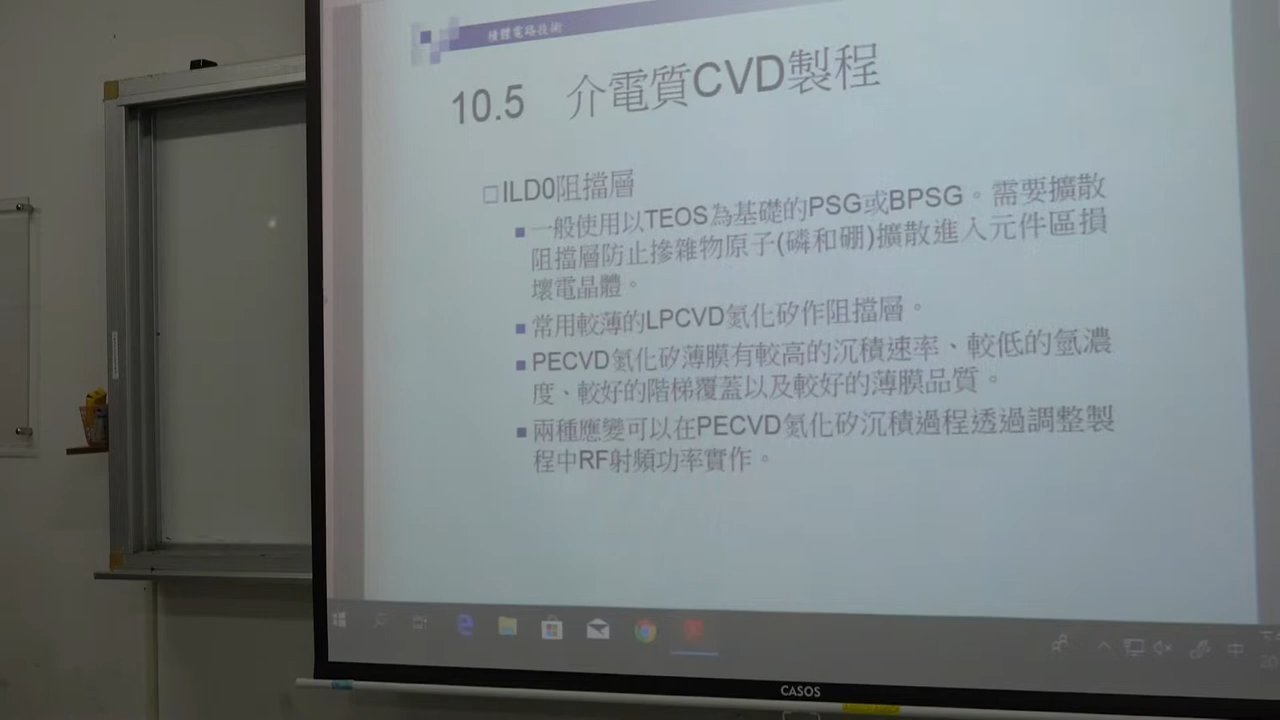 積體電路技術
10.5 介電質CVD製程
ILD0阻擋層
一般使用以TEOS為基礎的PSG或BPSG。需要擴散
阻擋層防止摻雜物原子(磷和硼)擴散進入元件區損
壞電晶體。
常用較薄的LPCVD氮化矽作阻擋層。
PECVD氮化矽薄膜有較高的沉積速率、較低的氫濃
度、較好的階梯覆蓋以及較好的薄膜品質。
兩種應變可以在PECVD氮化矽沉積過程透過調整製
程中RF射頻功率實作。
中
CASOS